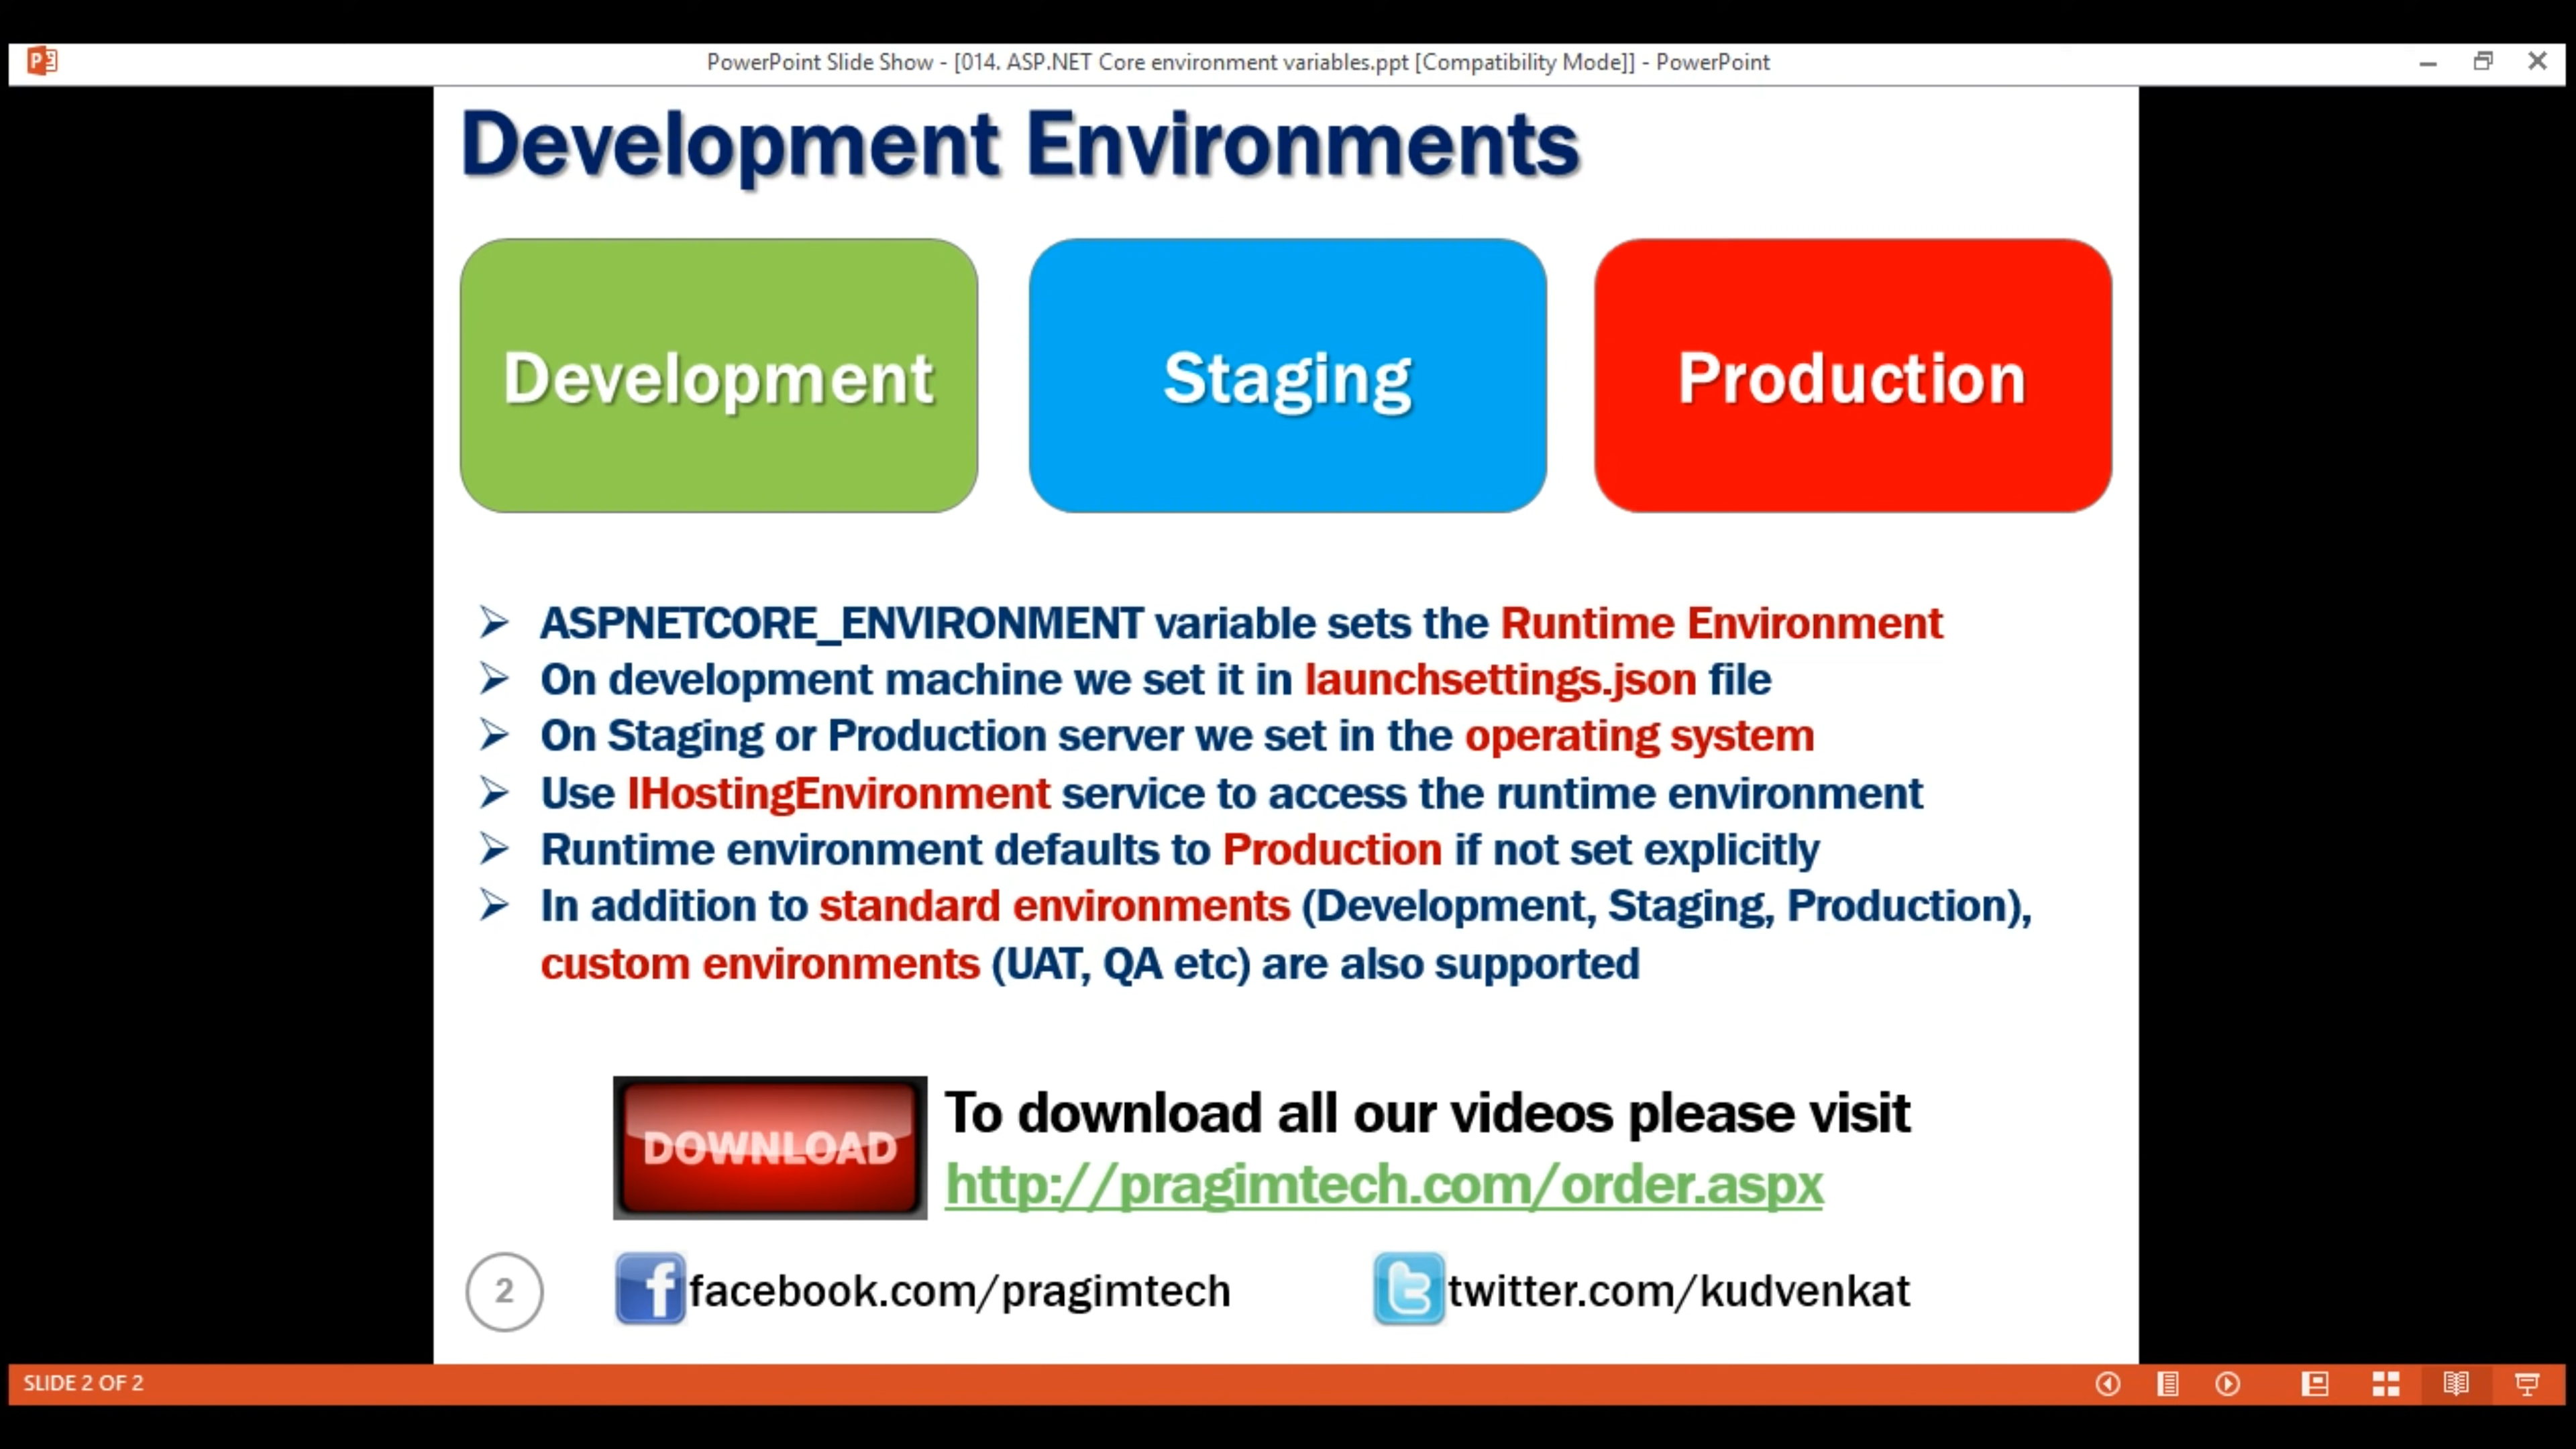 PowerPoint Slide Show - [014. ASP.NET Core environment variables.ppt [Compatibility Mode]] - PowerPoint
Development Environments
Development
Staging
Production
ASPNETCORE_ENVIRONMENT variable sets the Runtime Environment
On development machine we set it in launchsettings.json file
On Staging or Production server we set in the operating system
Use IHostingEnvironment service to access the runtime environment
Runtime environment defaults to Production if not set explicitly
In addition to standard environments (Development, Staging, Production),
custom environments (UAT, QA etc) are also supported
DOWNLOAD
To download all our videos please visit
http://pragimtech.com/order.aspx
2
facebook.com/pragimtech
twitter.com/kudvenkat
SLIDE 2 OF 2